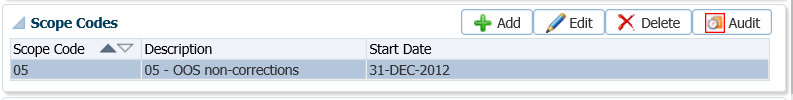 Scope Codes Add Edit Delete Audit
Scope Code Description Start Date
05 05 - OOS non-corrections 31-DEC-2012